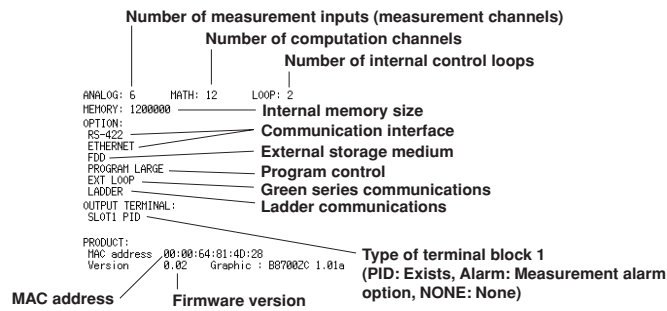 Number of measurement inputs (measurement channels)
Number of computation channels
Number of internal control loops
ANALOG: 6 MATH: 12 LOOP: 2
MEMORY: 1200000 Internal memory size
OPTION:
RS-422 Communication interface
ETHERNET
FDD External storage medium
PROGRAM LARGE Program control
EXT LOOP Green series communications
LADDER Ladder communications
OUTPUT TERMINAL:
SLOT1 PID
PRODUCT:
MAC address 00:00:64:81:4D:28
Version 0.02 Graphic : B8700ZC 1.01a
Type of terminal block 1
(PID: Exists, Alarm: Measurement alarm
option, NONE: None)
MAC address Firmware version